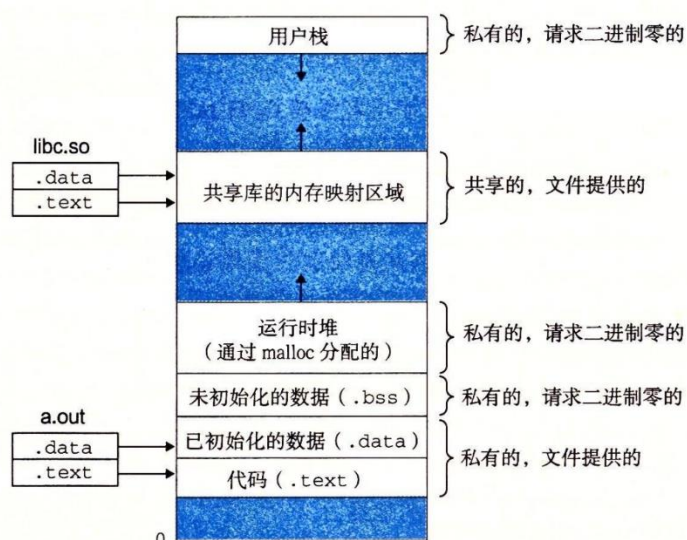 用户栈
私有的，请求二进制零的
libc.so
.data
.text
共享库的内存映射区域
共享的，文件提供的
运行时堆
（通过 malloc 分配的）
私有的，请求二进制零的
未初始化的数据（.bss）
私有的，请求二进制零的
a.out
.data
.text
已初始化的数据（.data）
代码（.text）
私有的，文件提供的
0